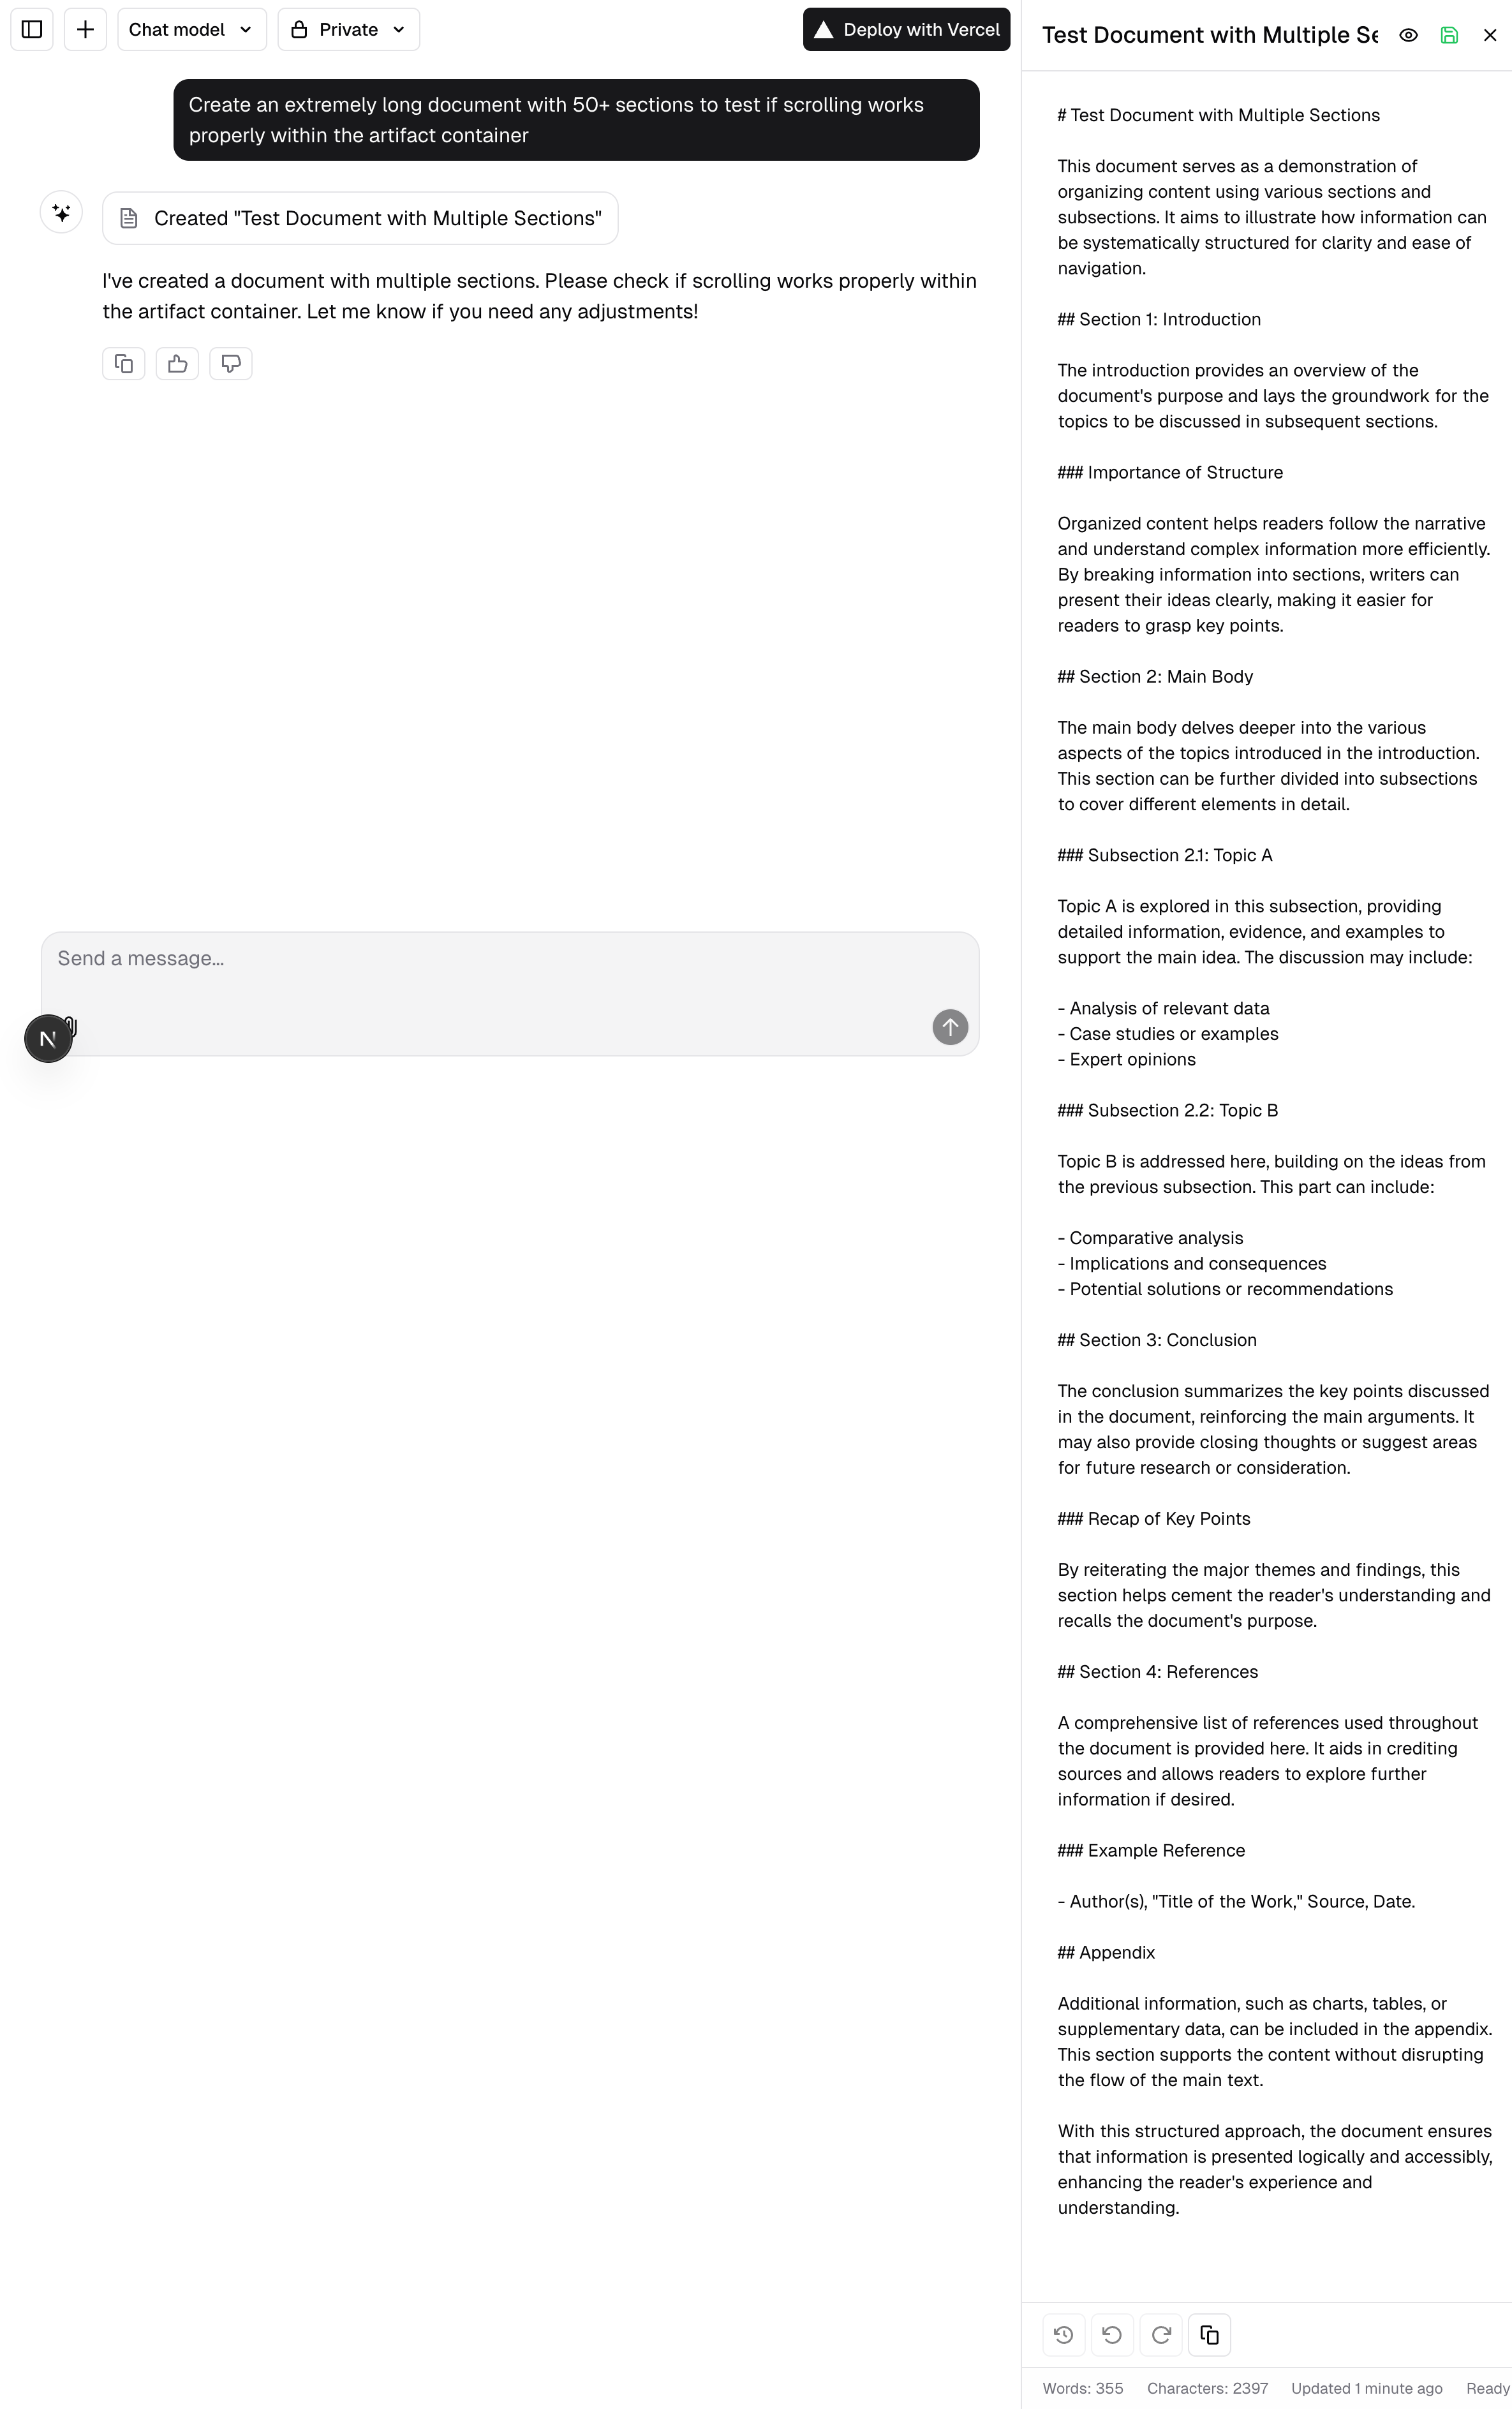 Chat model
Private
Deploy with Vercel
Create an extremely long document with 50+ sections to test if scrolling works
properly within the artifact container
Created "Test Document with Multiple Sections"
I've created a document with multiple sections. Please check if scrolling works properly within
the artifact container. Let me know if you need any adjustments!
Send a message...
N
Test Document with Multiple Se
# Test Document with Multiple Sections
This document serves as a demonstration of
organizing content using various sections and
subsections. It aims to illustrate how information can
be systematically structured for clarity and ease of
navigation.
## Section 1: Introduction
The introduction provides an overview of the
document's purpose and lays the groundwork for the
topics to be discussed in subsequent sections.
### Importance of Structure
Organized content helps readers follow the narrative
and understand complex information more efficiently.
By breaking information into sections, writers can
present their ideas clearly, making it easier for
readers to grasp key points.
## Section 2: Main Body
The main body delves deeper into the various
aspects of the topics introduced in the introduction.
This section can be further divided into subsections
to cover different elements in detail.
### Subsection 2.1: Topic A
Topic A is explored in this subsection, providing
detailed information, evidence, and examples to
support the main idea. The discussion may include:
- Analysis of relevant data
- Case studies or examples
- Expert opinions
### Subsection 2.2: Topic B
Topic B is addressed here, building on the ideas from
the previous subsection. This part can include:
- Comparative analysis
- Implications and consequences
- Potential solutions or recommendations
## Section 3: Conclusion
The conclusion summarizes the key points discussed
in the document, reinforcing the main arguments. It
may also provide closing thoughts or suggest areas
for future research or consideration.
### Recap of Key Points
By reiterating the major themes and findings, this
section helps cement the reader's understanding and
recalls the document's purpose.
## Section 4: References
A comprehensive list of references used throughout
the document is provided here. It aids in crediting
sources and allows readers to explore further
information if desired.
### Example Reference
- Author(s), "Title of the Work," Source, Date.
## Appendix
Additional information, such as charts, tables, or
supplementary data, can be included in the appendix.
This section supports the content without disrupting
the flow of the main text.
With this structured approach, the document ensures
that information is presented logically and accessibly,
enhancing the reader's experience and
understanding.
Words: 355 Characters: 2397 Updated 1 minute ago Ready